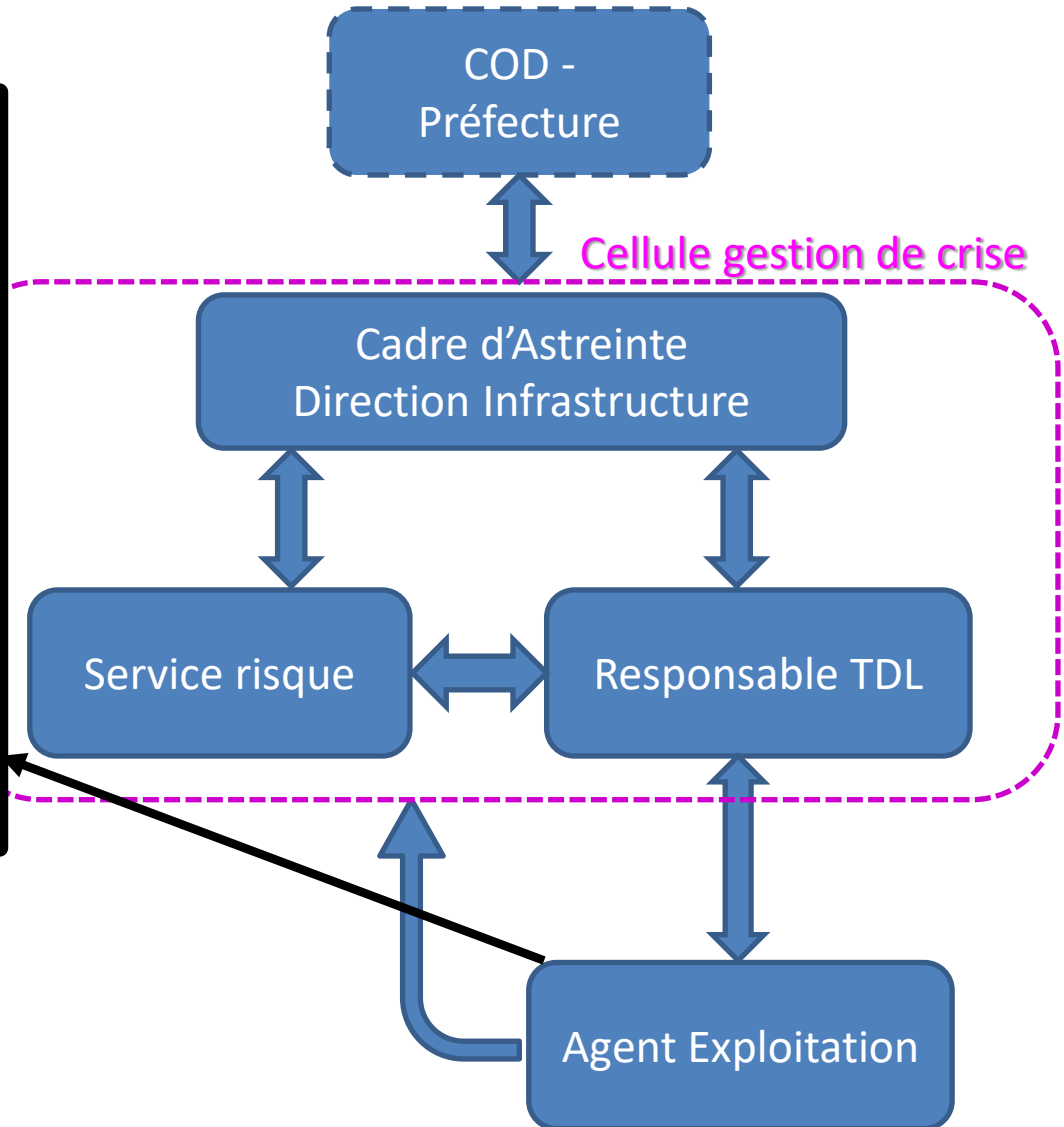 COD -
Préfecture
Cellule gestion de crise
Cadre d’Astreinte
Direction Infrastructure
Service risque
Responsable TDL
Agent Exploitation